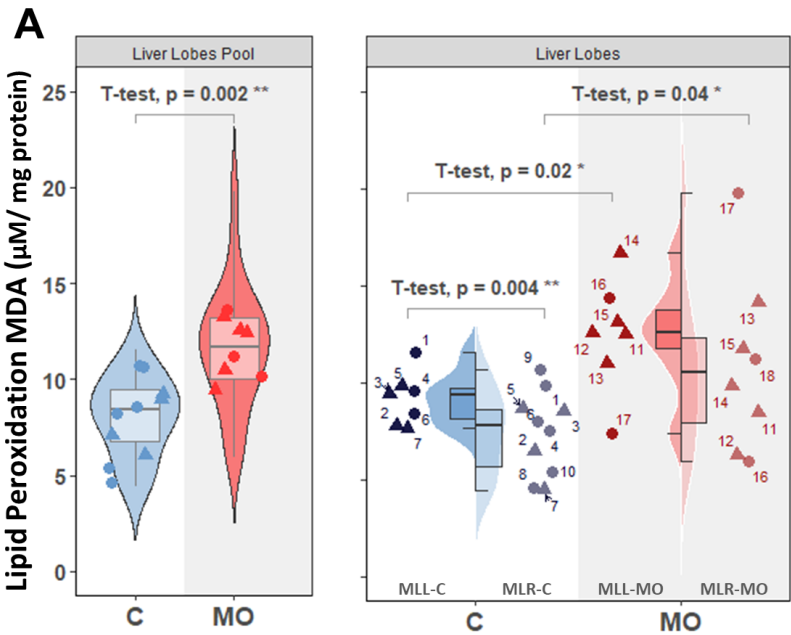 A
Liver Lobes Pool
Liver Lobes
Lipid Peroxidation MDA (µM/ mg protein)
25
20
15
10
5
0
T-test, p = 0.002 **
T-test, p = 0.04 *
T-test, p = 0.02 *
T-test, p = 0.004 **
1
5
3
4
2
6
7
9
5
1
6
3
2
4
8
10
7
14
16
15
12
11
13
17
17
13
15
18
14
11
12
16
MLL-C
MLR-C
MLL-MO
MLR-MO
C
MO
C
MO